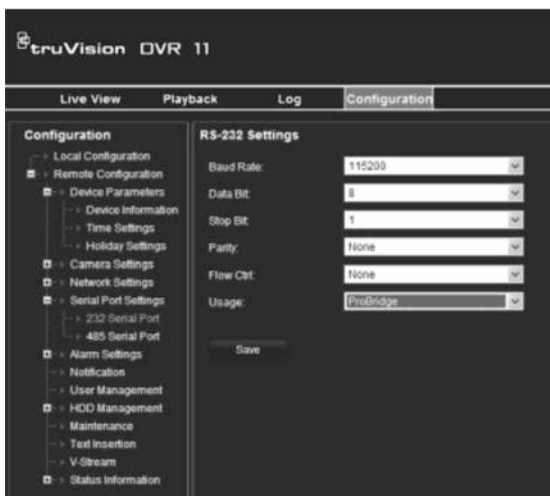 truVision DVR 11
Live View Playback Log Configuration
Configuration
Local Configuration
Remote Configuration
Device Parameters
Device Information
Time Settings
Holiday Settings
Camera Settings
Network Settings
Serial Port Settings
232 Serial Port
485 Serial Port
Alarm Settings
Notification
User Management
HDD Management
Maintenance
Text Insertion
V-Stream
Status Information
RS-232 Settings
Baud Rate: 115200
Data Bit: 8
Stop Bit: 1
Parity: None
Flow Ctrl: None
Usage: ProBridge
Save